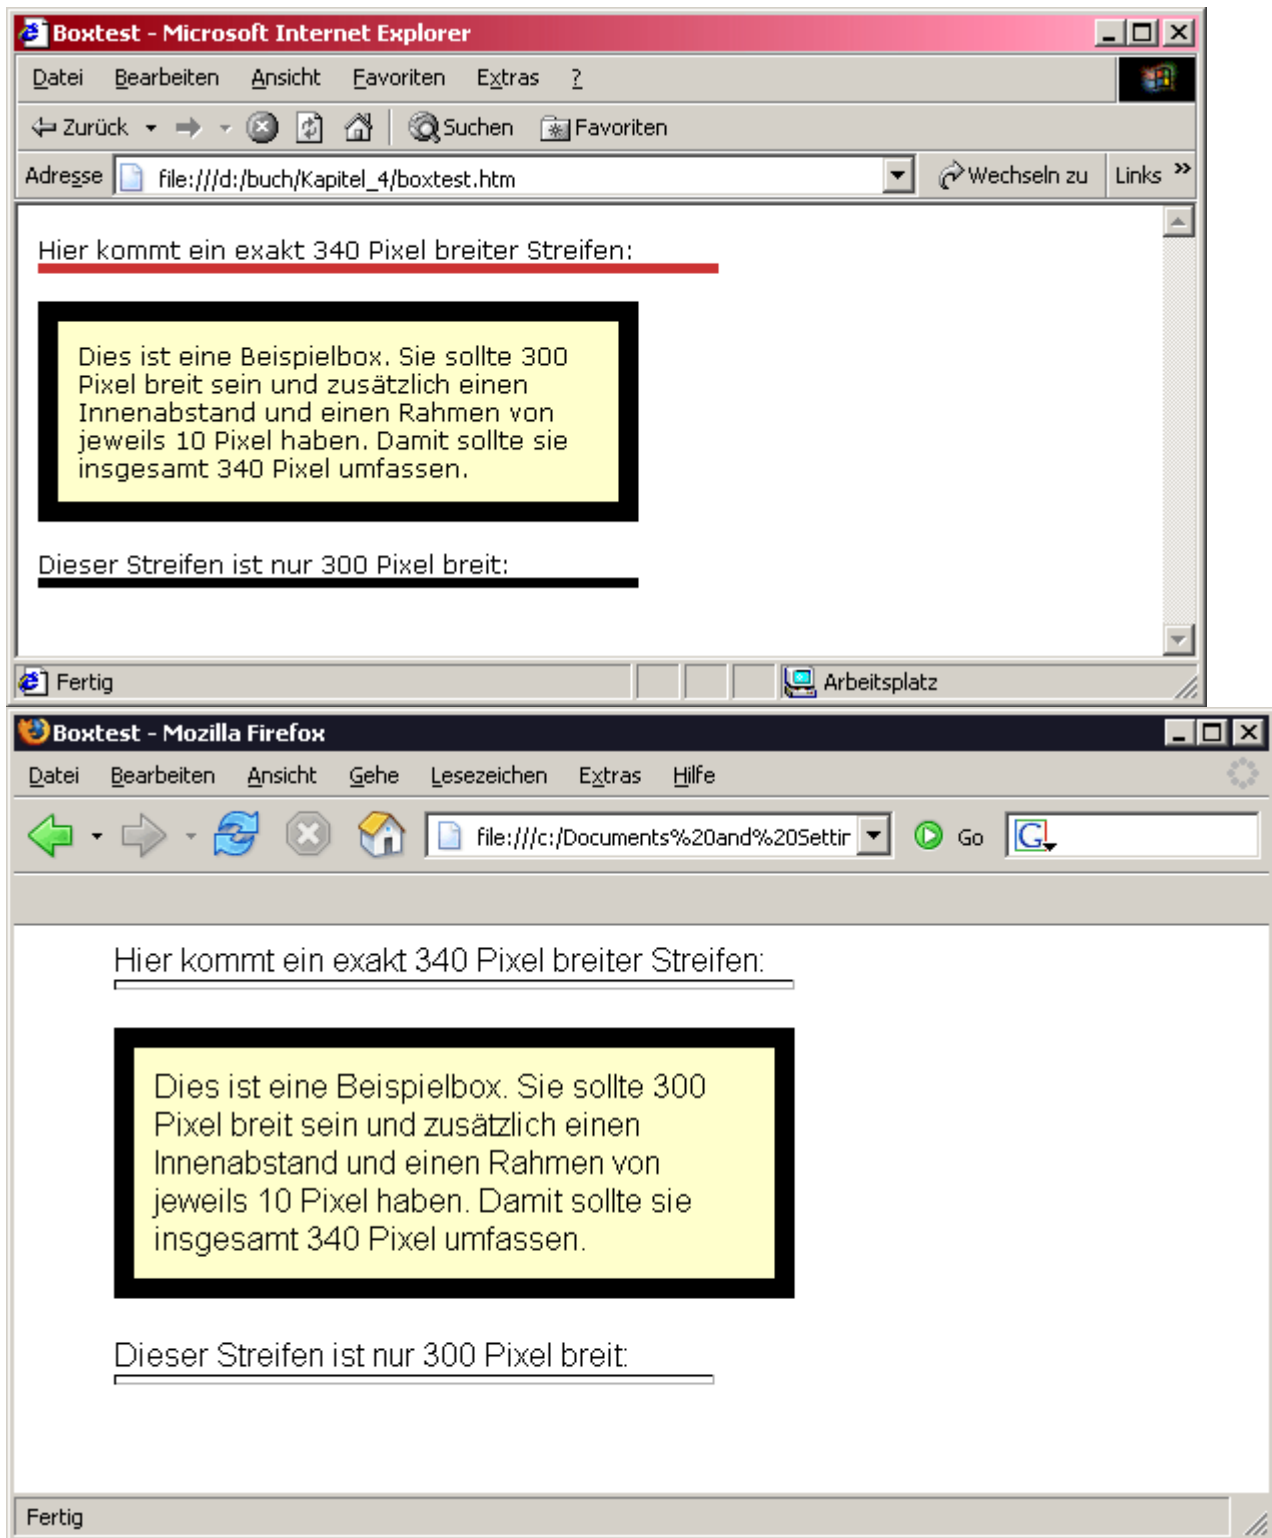 Boxtest - Microsoft Internet Explorer
Datei Bearbeiten Ansicht Favoriten Extras ?
Zurück Suchen Favoriten
Adresse file:///d:/buch/Kapitel_4/boxtest.htm Wechseln zu Links »
Hier kommt ein exakt 340 Pixel breiter Streifen:
Dies ist eine Beispielbox. Sie sollte 300
Pixel breit sein und zusätzlich einen
Innenabstand und einen Rahmen von
jeweils 10 Pixel haben. Damit sollte sie
insgesamt 340 Pixel umfassen.
Dieser Streifen ist nur 300 Pixel breit:
Fertig Arbeitsplatz
Boxtest - Mozilla Firefox
Datei Bearbeiten Ansicht Gehe Lesezeichen Extras Hilfe
file:///c:/Documents%20and%20Settir Go G
Hier kommt ein exakt 340 Pixel breiter Streifen:
Dies ist eine Beispielbox. Sie sollte 300
Pixel breit sein und zusätzlich einen
Innenabstand und einen Rahmen von
jeweils 10 Pixel haben. Damit sollte sie
insgesamt 340 Pixel umfassen.
Dieser Streifen ist nur 300 Pixel breit:
Fertig